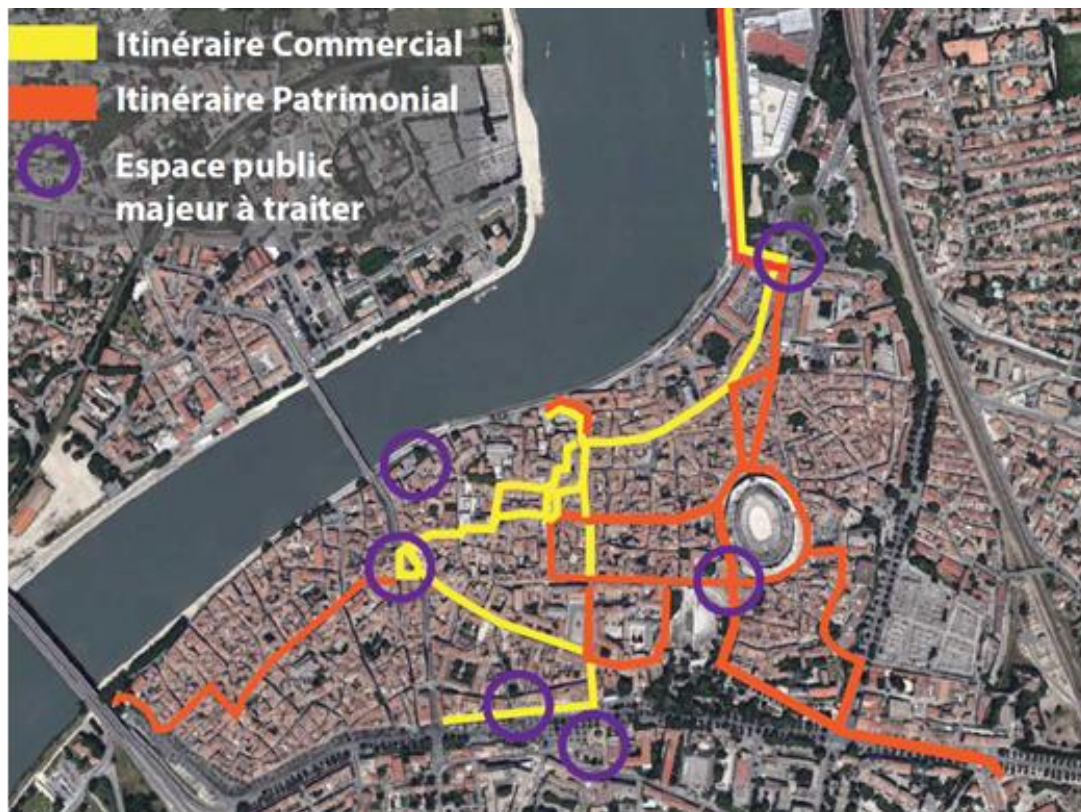 Itinéraire Commercial
Itinéraire Patrimonial
Espace public
majeur à traiter